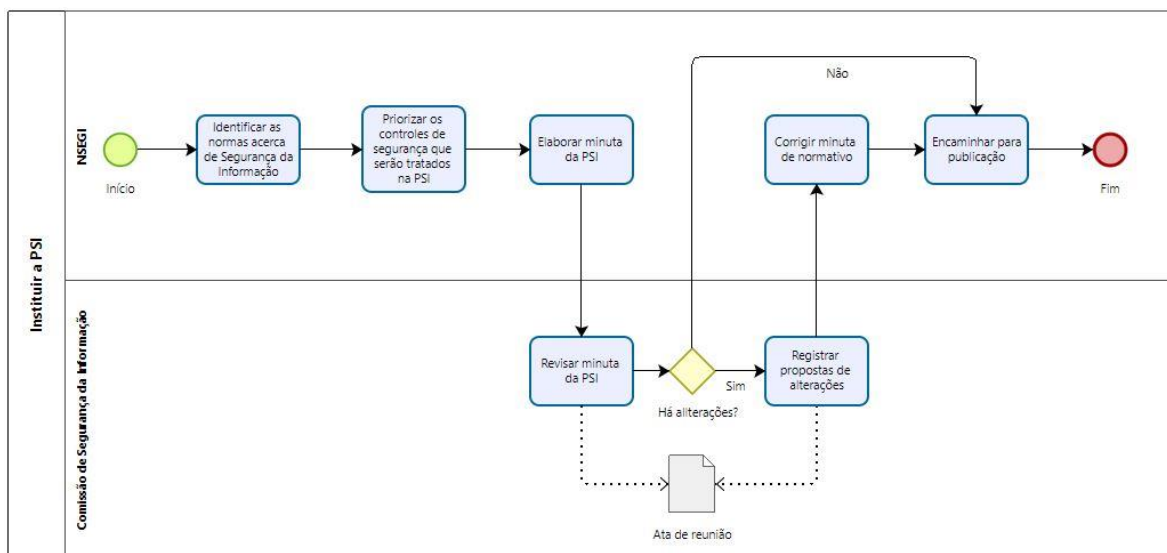 Instituir a PSI
NSEGI
Início
Identificar as
normas acerca
de Segurança da
Informação
Priorizar os
controles de
segurança que
serão tratados
na PSI
Elaborar minuta
da PSI
Não
Corrigir minuta
de normativo
Encaminhar para
publicação
Fim
Comissão de Segurança da Informação
Revisar minuta
da PSI
Há aliterações?
Sim
Registrar
propostas de
alterações
Ata de reunião